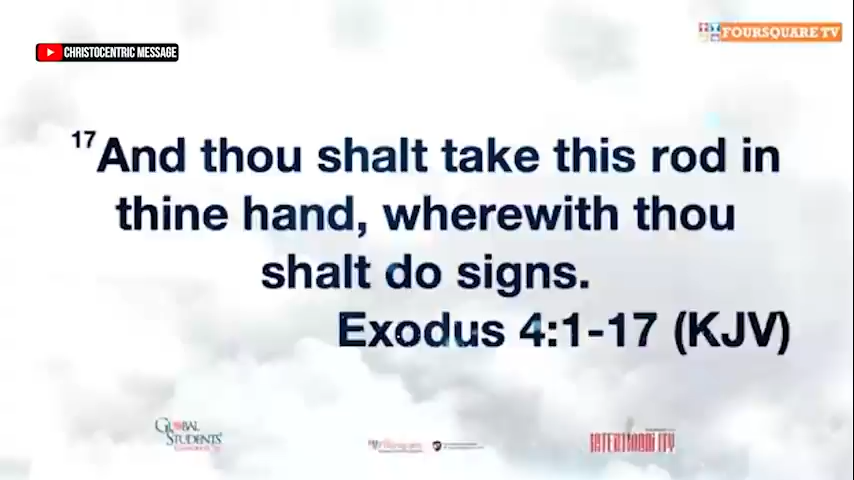 CHRISTOCENTRIC MESSAGE
FOURSQUARE TV
17And thou shalt take this rod in
thine hand, wherewith thou
shalt do signs.
Exodus 4:1-17 (KJV)
GLOBAL
STUDENTS'
INTENTIONALITY